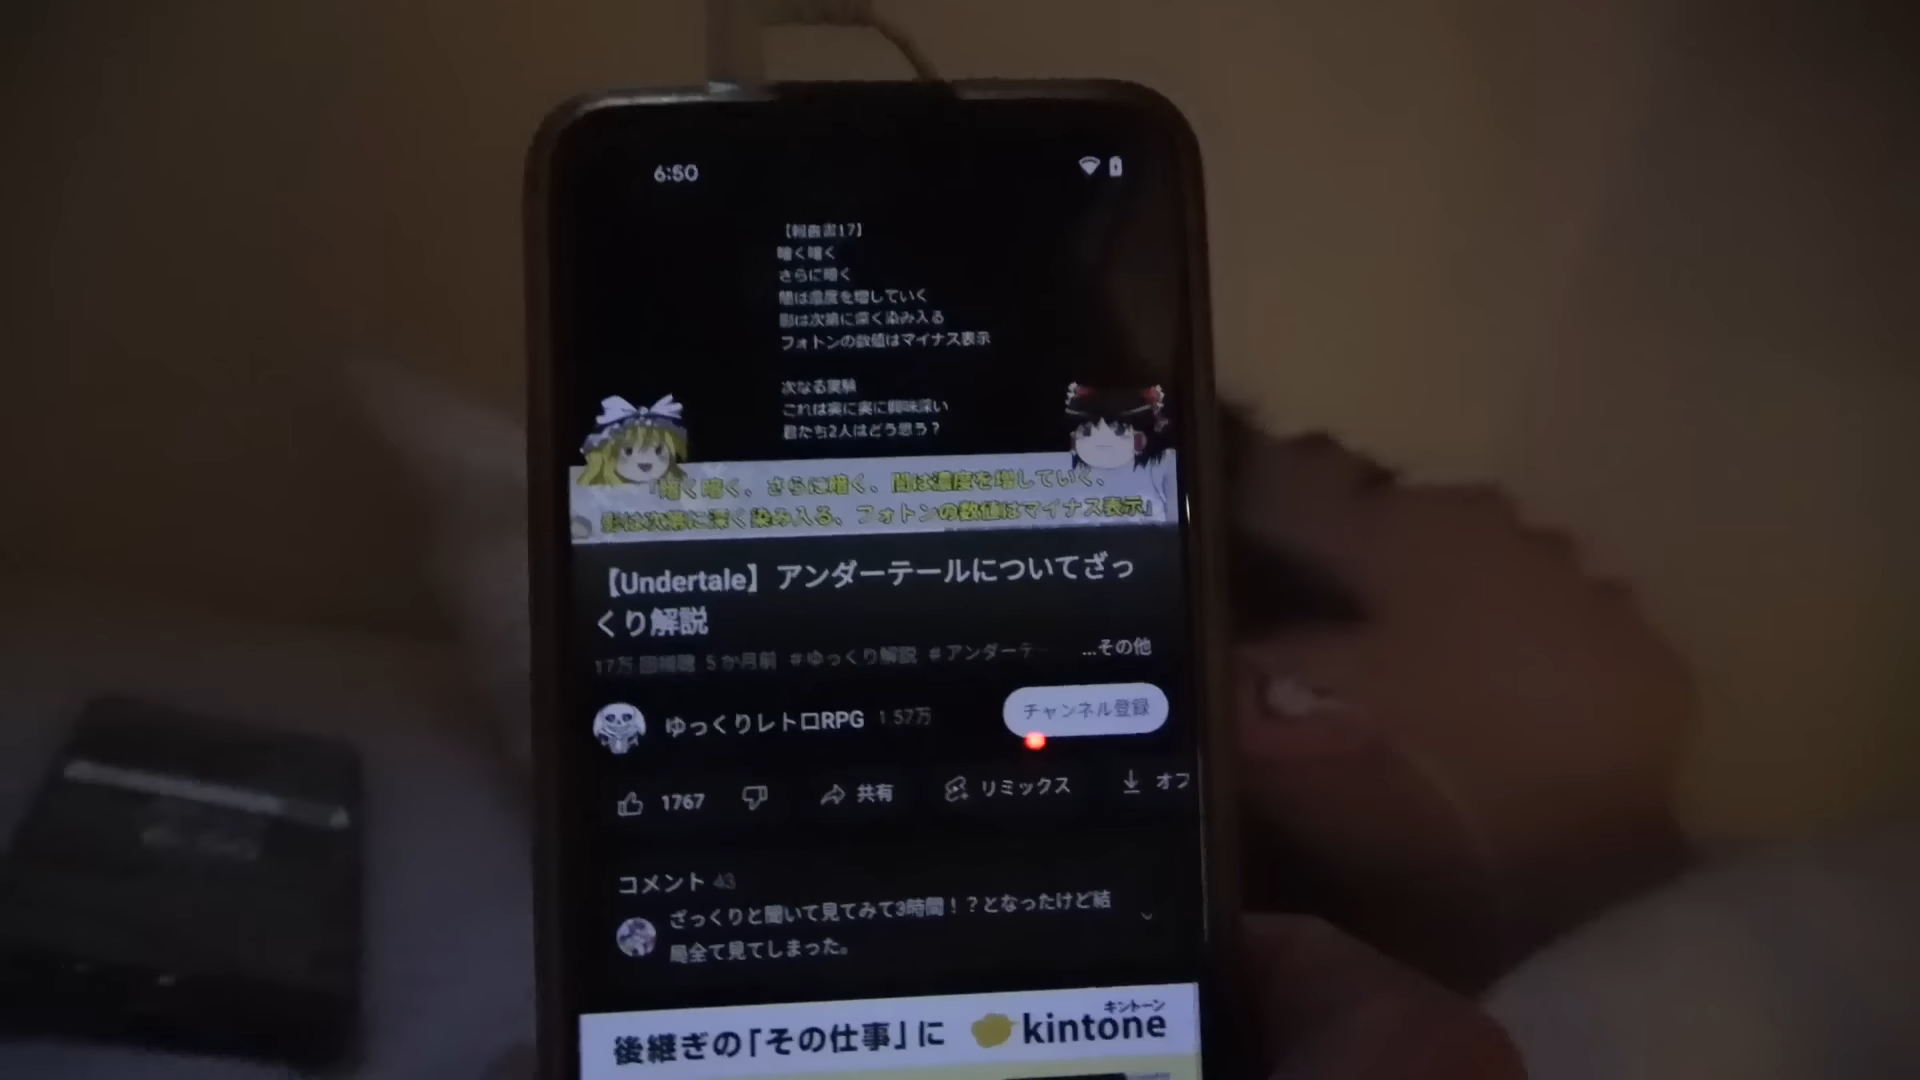 6:50
【報告書17】
暗く暗く
さらに暗く
闇は濃度を増していく
影は次第に深く染み入る
フォトンの数値はマイナス表示
次なる実験
これは実に実に興味深い
君たち2人はどう思う？
「暗く暗く、さらに暗く、闇は濃度を増していく、
影は次第に深く染み入る、フォトンの数値はマイナス表示」
【Undertale】アンダーテールについてざっ
くり解説
17万 回視聴 5 か月前 #ゆっくり解説 #アンダーテー ...その他
ゆっくりレトロRPG 1.57万 チャンネル登録
1767 共有 リミックス オフ
コメント 43
ざっくりと聞いて見てみて3時間！？となったけど結
局全て見てしまった。
キントーン
後継ぎの「その仕事」に kintone